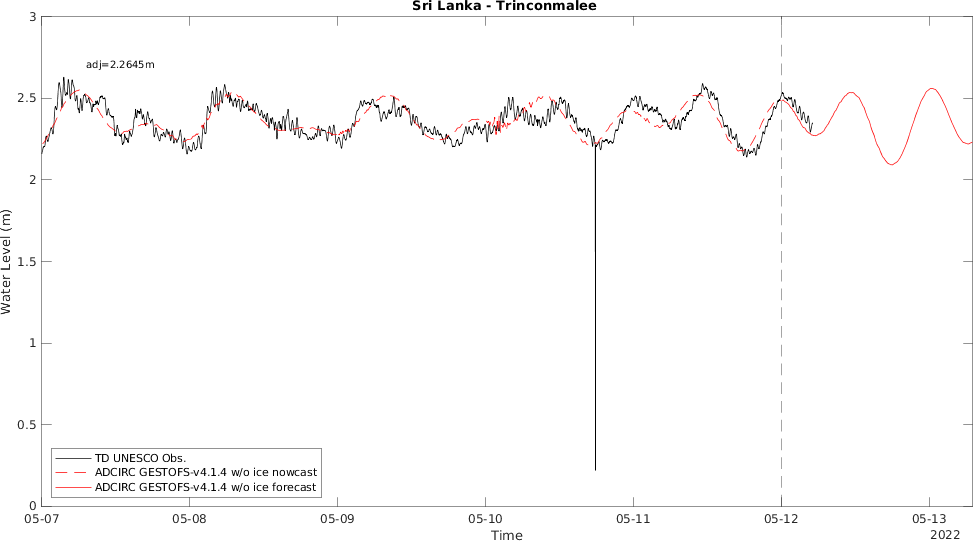 Sri Lanka - Trinconmalee
3
adj=2.2645m
2.5
2
1.5
1
0.5
0
Water Level (m)
TD UNESCO Obs.
ADCIRC GESTOFS-v4.1.4 w/o ice nowcast
ADCIRC GESTOFS-v4.1.4 w/o ice forecast
05-07 05-08 05-09 05-10 05-11 05-12 05-13
Time
2022